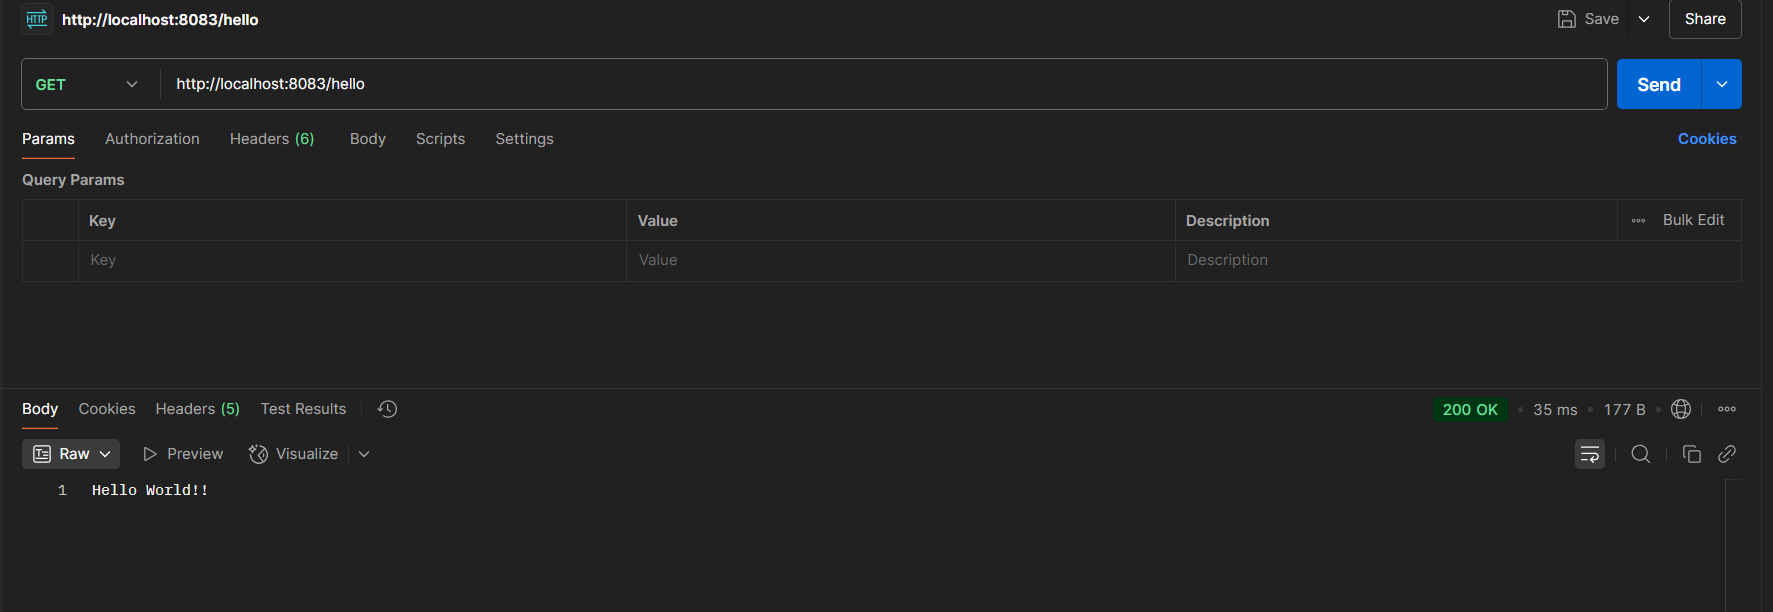 HTTP http://localhost:8083/hello Save Share
GET http://localhost:8083/hello Send
Params Authorization Headers (6) Body Scripts Settings Cookies
Query Params
Key Value Description Bulk Edit
Key Value Description
Body Cookies Headers (5) Test Results 200 OK • 35 ms • 177 B •
Raw Preview Visualize
1 Hello World!!